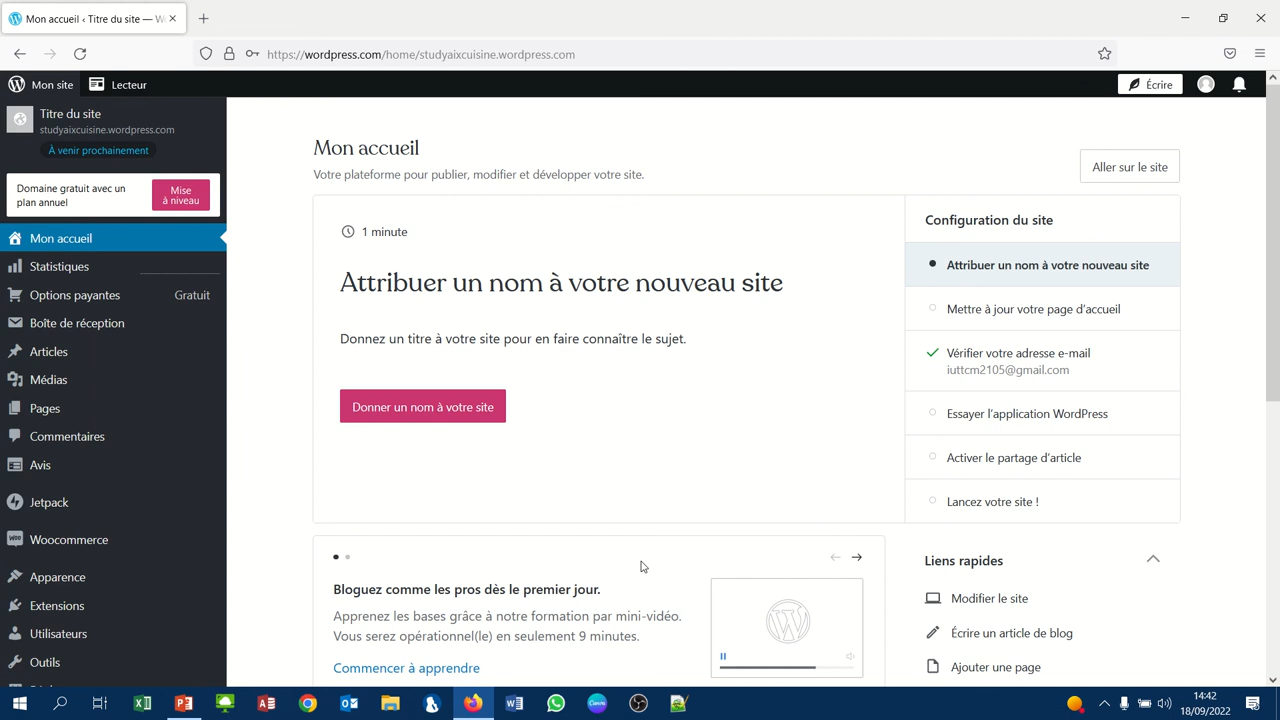 Mon accueil ‹ Titre du site — W
https://wordpress.com/home/studyaixcuisine.wordpress.com
Mon site
Lecteur
Écrire
Titre du site
studyaixcuisine.wordpress.com
À venir prochainement
Domaine gratuit avec un
plan annuel
Mise
à niveau
Mon accueil
Statistiques
Options payantes
Gratuit
Boîte de réception
Articles
Médias
Pages
Commentaires
Avis
Jetpack
Woocommerce
Apparence
Extensions
Utilisateurs
Outils
Mon accueil
Votre plateforme pour publier, modifier et développer votre site.
Aller sur le site
1 minute
Attribuer un nom à votre nouveau site
Donnez un titre à votre site pour en faire connaître le sujet.
Donner un nom à votre site
Configuration du site
Attribuer un nom à votre nouveau site
Mettre à jour votre page d'accueil
Vérifier votre adresse e-mail
iuttcm2105@gmail.com
Essayer l'application WordPress
Activer le partage d'article
Lancez votre site !
Bloguez comme les pros dès le premier jour.
Apprenez les bases grâce à notre formation par mini-vidéo.
Vous serez opérationnel(le) en seulement 9 minutes.
Commencer à apprendre
Liens rapides
Modifier le site
Écrire un article de blog
Ajouter une page
14:42
18/09/2022